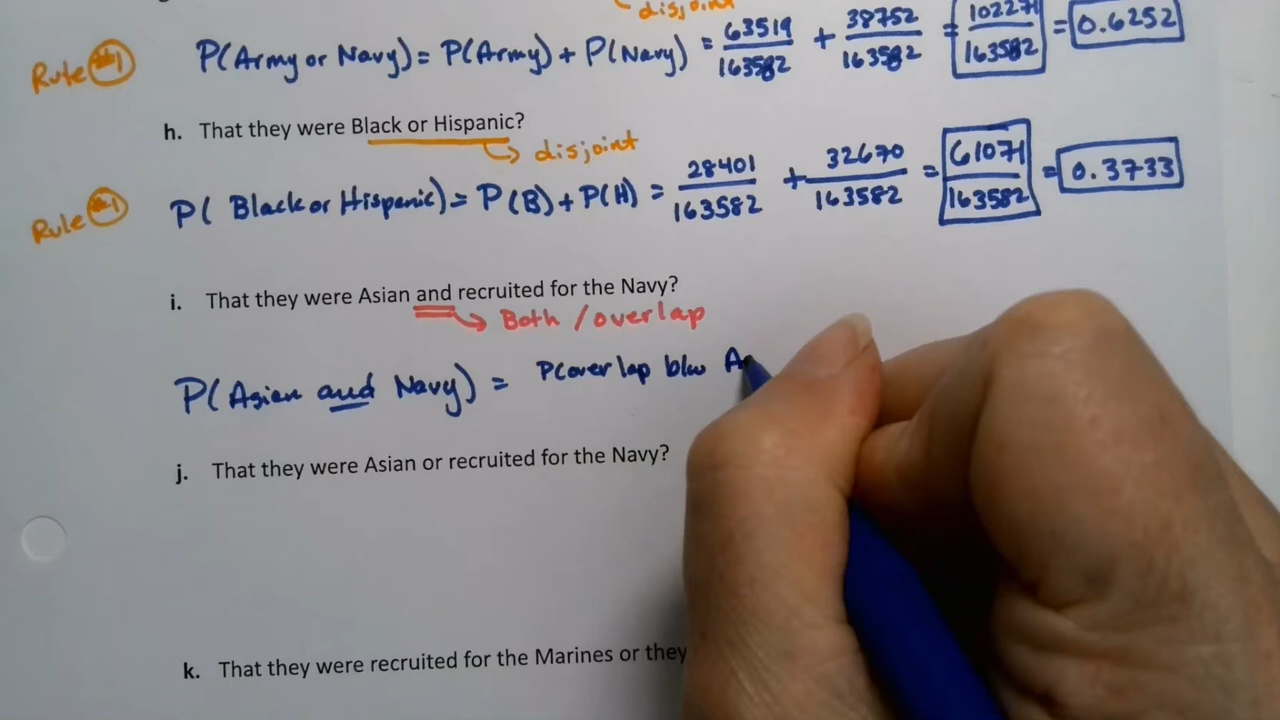 disjoint
Rule #1 P(Army or Navy) = P(Army) + P(Navy) = 63519/163582 + 38752/163582 = 102271/163582 = 0.6252
h. That they were Black or Hispanic?
disjoint
Rule #1 P( Black or Hispanic) = P(B) + P(H) = 28401/163582 + 32670/163582 = 61071/163582 = 0.3733
i. That they were Asian and recruited for the Navy?
Both / overlap
P(Asian and Navy) = P(overlap btw
j. That they were Asian or recruited for the Navy?
k. That they were recruited for the Marines or they